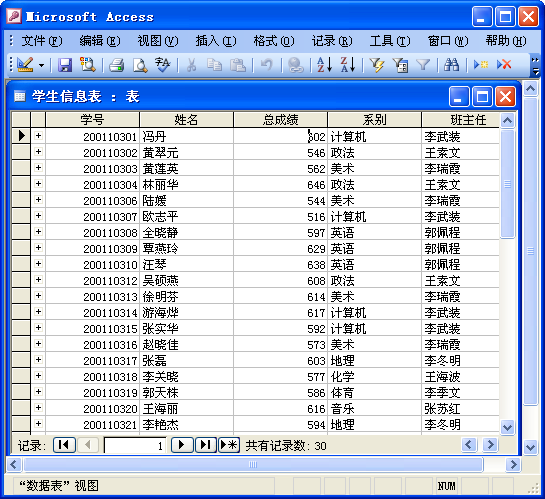 Microsoft Access
文件(F) 编辑(E) 视图(V) 插入(I) 格式(O) 记录(R) 工具(T) 窗口(W) 帮助(H)
学生信息表 : 表
学号 姓名 总成绩 系别 班主任
+ 200110301 冯丹 602 计算机 李武装
+ 200110302 黄翠元 546 政法 王素文
+ 200110303 黄莲英 562 美术 李瑞霞
+ 200110304 林丽华 646 政法 王素文
+ 200110306 陆媛 544 美术 李瑞霞
+ 200110307 欧志平 516 计算机 李武装
+ 200110308 全晓静 597 英语 郭佩程
+ 200110309 覃燕玲 629 英语 郭佩程
+ 200110310 汪琴 638 英语 郭佩程
+ 200110312 吴硕燕 608 政法 王素文
+ 200110313 徐明芬 614 美术 李瑞霞
+ 200110314 游海烨 617 计算机 李武装
+ 200110315 张实华 592 计算机 李武装
+ 200110316 赵晓佳 573 美术 李瑞霞
+ 200110317 张磊 603 地理 李冬明
+ 200110318 李关晓 577 化学 王海波
+ 200110319 郭天株 586 体育 李季文
+ 200110320 王海丽 616 音乐 张苏红
+ 200110321 李艳杰 594 地理 李冬明
记录: 1 共有记录数: 30
“数据表”视图 NUM